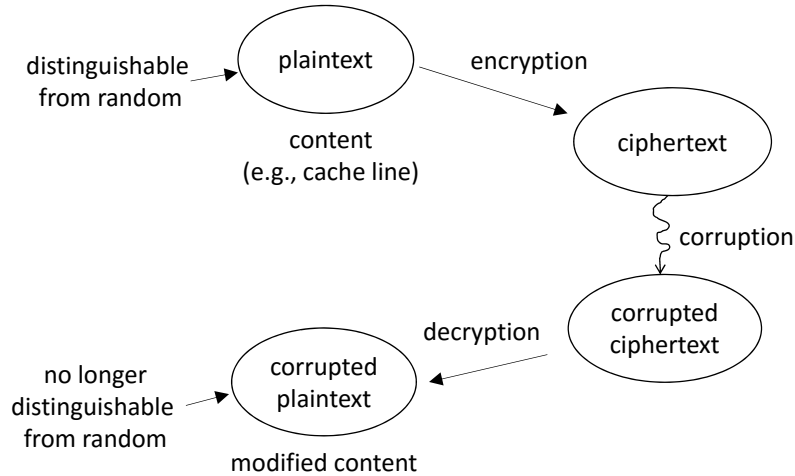 distinguishable
from random
plaintext
encryption
content
(e.g., cache line)
ciphertext
corruption
corrupted
ciphertext
decryption
corrupted
plaintext
no longer
distinguishable
from random
modified content